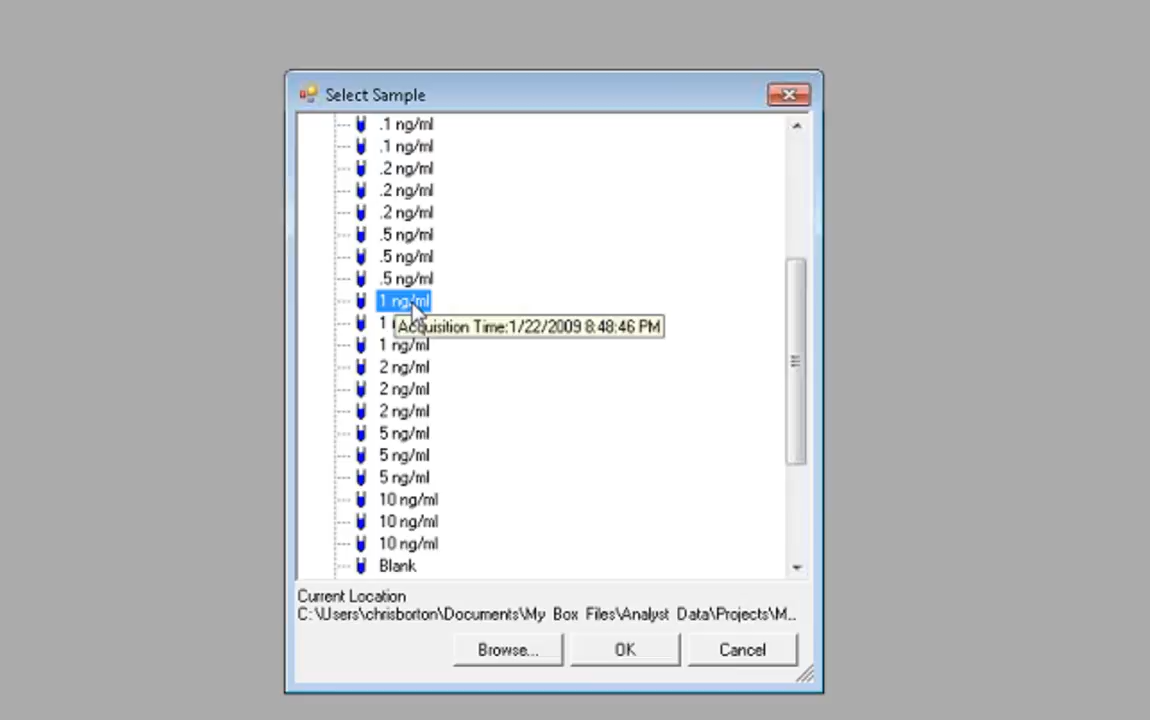 Select Sample
.1 ng/ml
.1 ng/ml
.2 ng/ml
.2 ng/ml
.2 ng/ml
.5 ng/ml
.5 ng/ml
.5 ng/ml
1 ng/ml
1
Acquisition Time:1/22/2009 8:48:46 PM
1 ng/ml
2 ng/ml
2 ng/ml
2 ng/ml
5 ng/ml
5 ng/ml
5 ng/ml
10 ng/ml
10 ng/ml
10 ng/ml
Blank
Current Location
C:\Users\chrisborton\Documents\My Box Files\Analyst Data\Projects\M..
Browse...
OK
Cancel